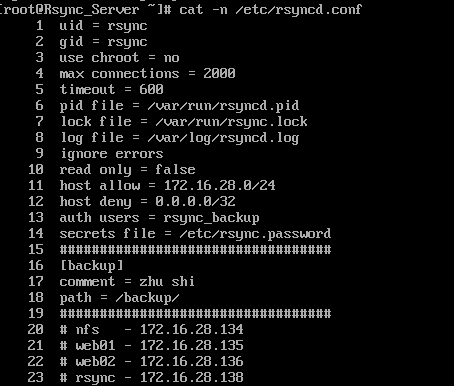 [root@Rsync_Server ~]# cat -n /etc/rsyncd.conf
1 uid = rsync
2 gid = rsync
3 use chroot = no
4 max connections = 2000
5 timeout = 600
6 pid file = /var/run/rsyncd.pid
7 lock file = /var/run/rsync.lock
8 log file = /var/log/rsyncd.log
9 ignore errors
10 read only = false
11 host allow = 172.16.28.0/24
12 host deny = 0.0.0.0/32
13 auth users = rsync_backup
14 secrets file = /etc/rsync.password
15 ##################################
16 [backup]
17 comment = zhu shi
18 path = /backup/
19 ##################################
20 # nfs   - 172.16.28.134
21 # web01 - 172.16.28.135
22 # web02 - 172.16.28.136
23 # rsync - 172.16.28.138